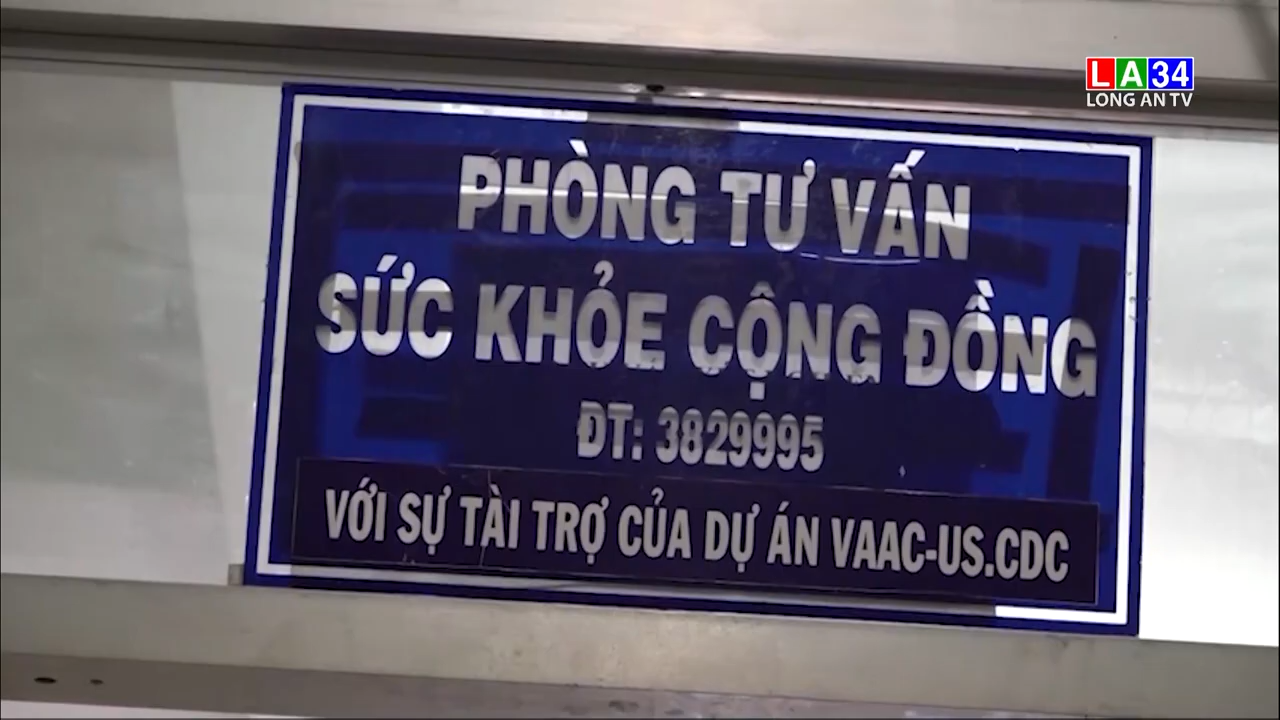 LA34
LONG AN TV
PHÒNG TƯ VẤN
SỨC KHỎE CỘNG ĐỒNG
ĐT: 3829995
VỚI SỰ TÀI TRỢ CỦA DỰ ÁN VAAC-US.CDC